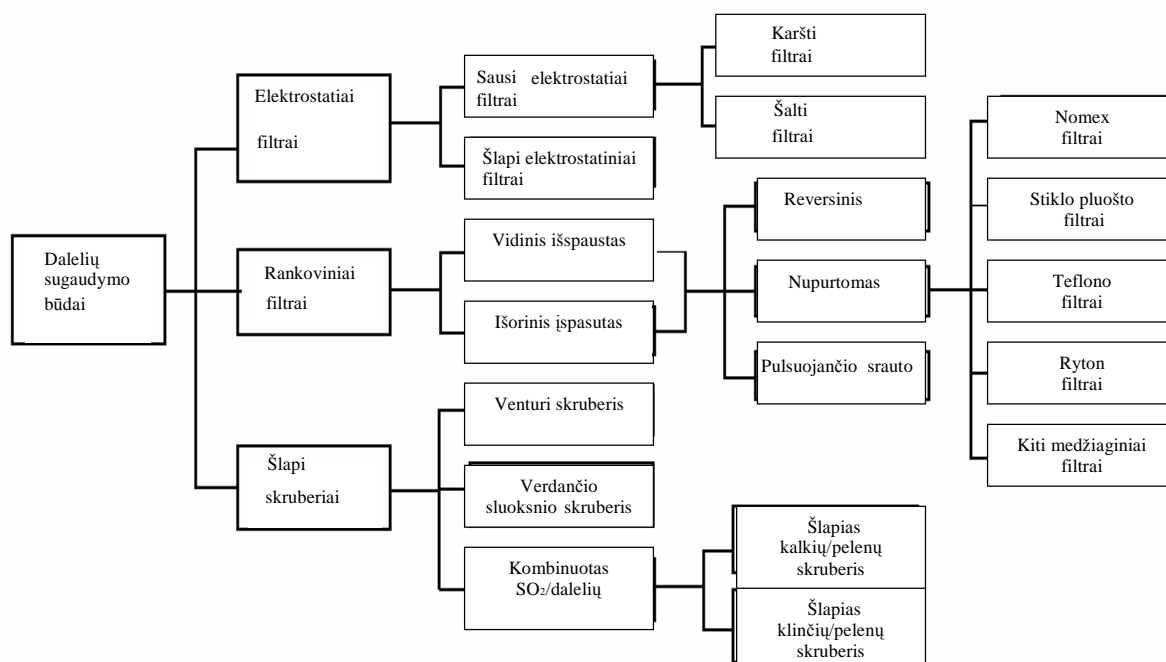 Dalelių
sugaudymo
būdai
Elektrostatiai
filtrai
Rankoviniai
filtrai
Šlapi
skruberiai
Sausi elektrostatiai
filtrai
Šlapi elektrostatiniai
filtrai
Vidinis išspaustas
Išorinis įspasutas
Venturi skruberis
Verdančio
sluoksnio skruberis
Kombinuotas
SO₂/dalelių
Karšti
filtrai
Šalti
filtrai
Reversinis
Nupurtomas
Pulsuojančio srauto
Šlapias
kalkių/pelenų
skruberis
Šlapias
klinčių/pelenų
skruberis
Nomex
filtrai
Stiklo pluošto
filtrai
Teflono
filtrai
Ryton
filtrai
Kiti medžiaginiai
filtrai